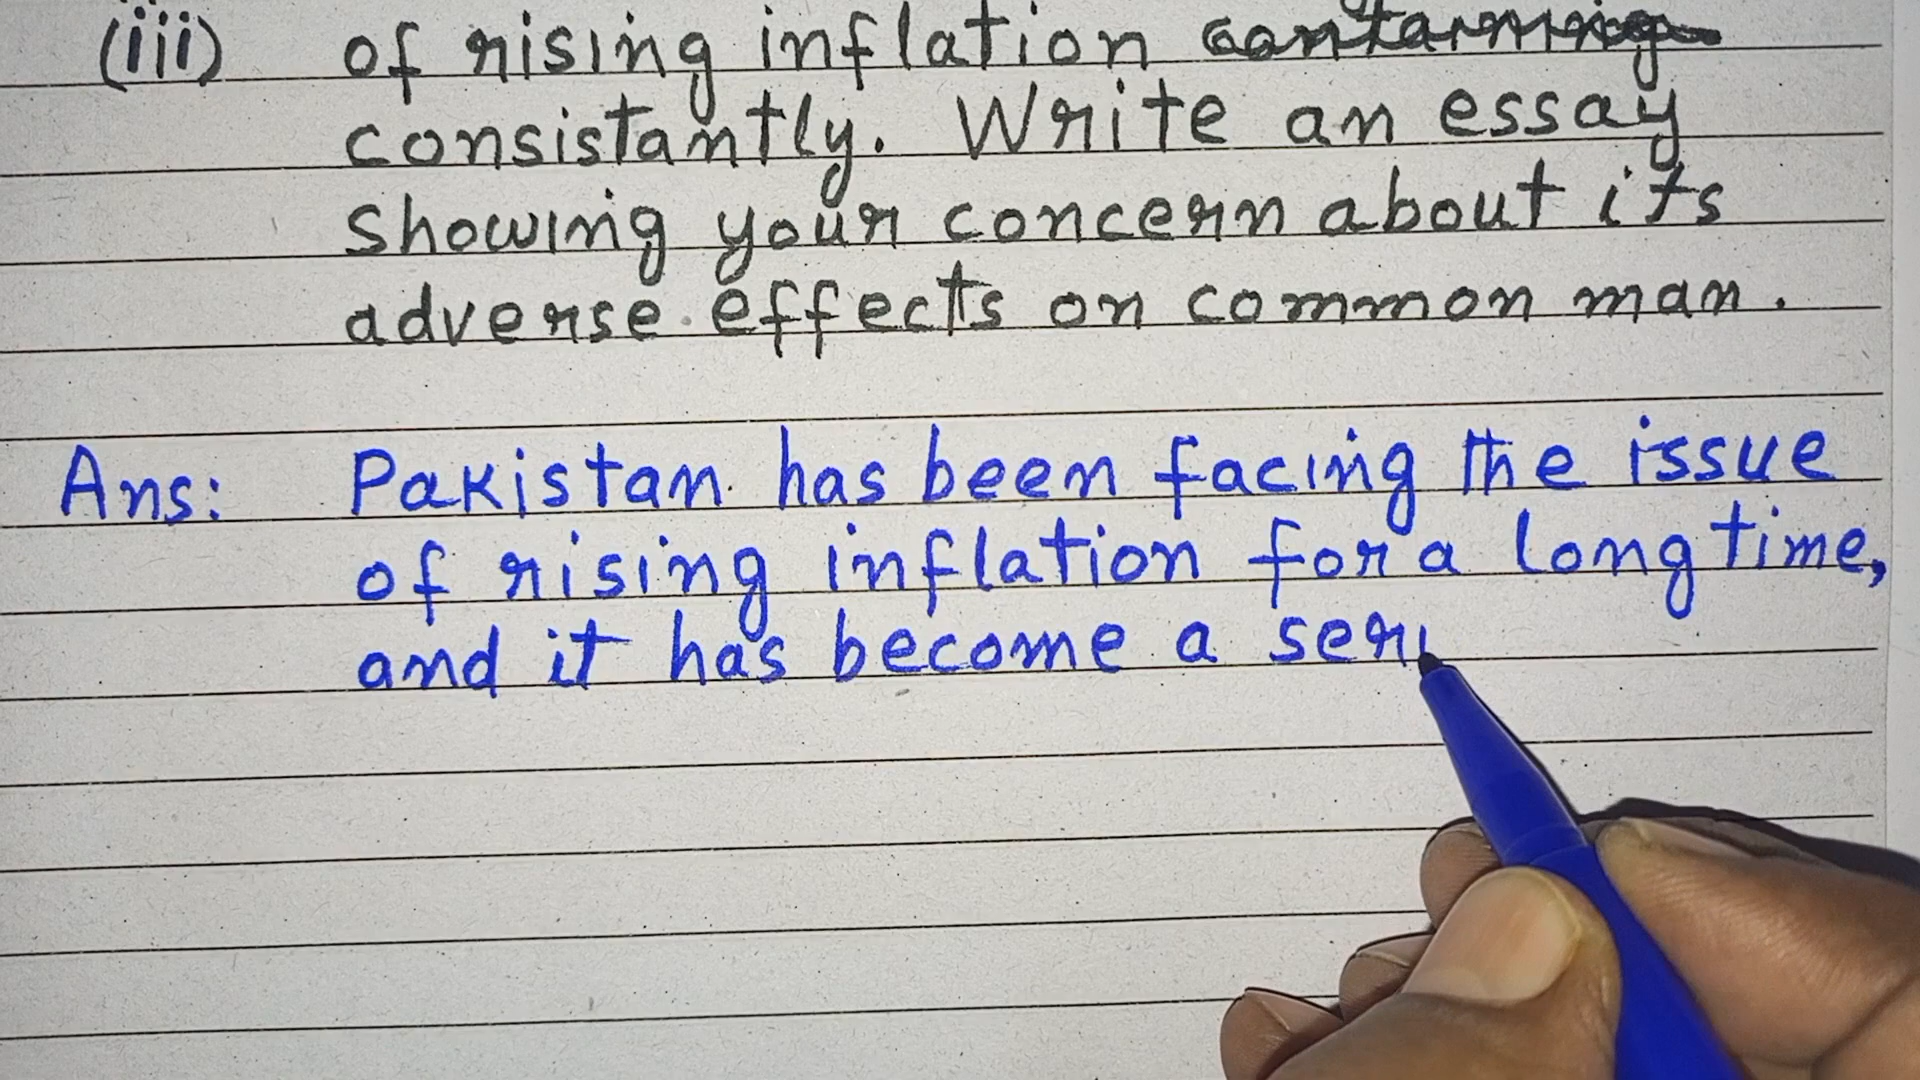 (iii) of rising inflation
consistantly. Write an essay
showing your concern about its
adverse effects on common man.
Ans: Pakistan has been facing the issue
of rising inflation for a long time,
and it has become a seri